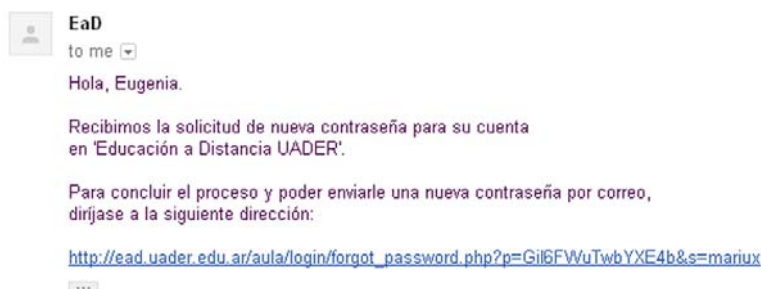 EaD
to me
Hola, Eugenia.
Recibimos la solicitud de nueva contraseña para su cuenta
en 'Educación a Distancia UADER'.
Para concluir el proceso y poder enviarle una nueva contraseña por correo,
diríjase a la siguiente dirección:
http://ead.uader.edu.ar/aula/login/forgot_password.php?p=Gil6FWuTwbYXE4b&s=mariux